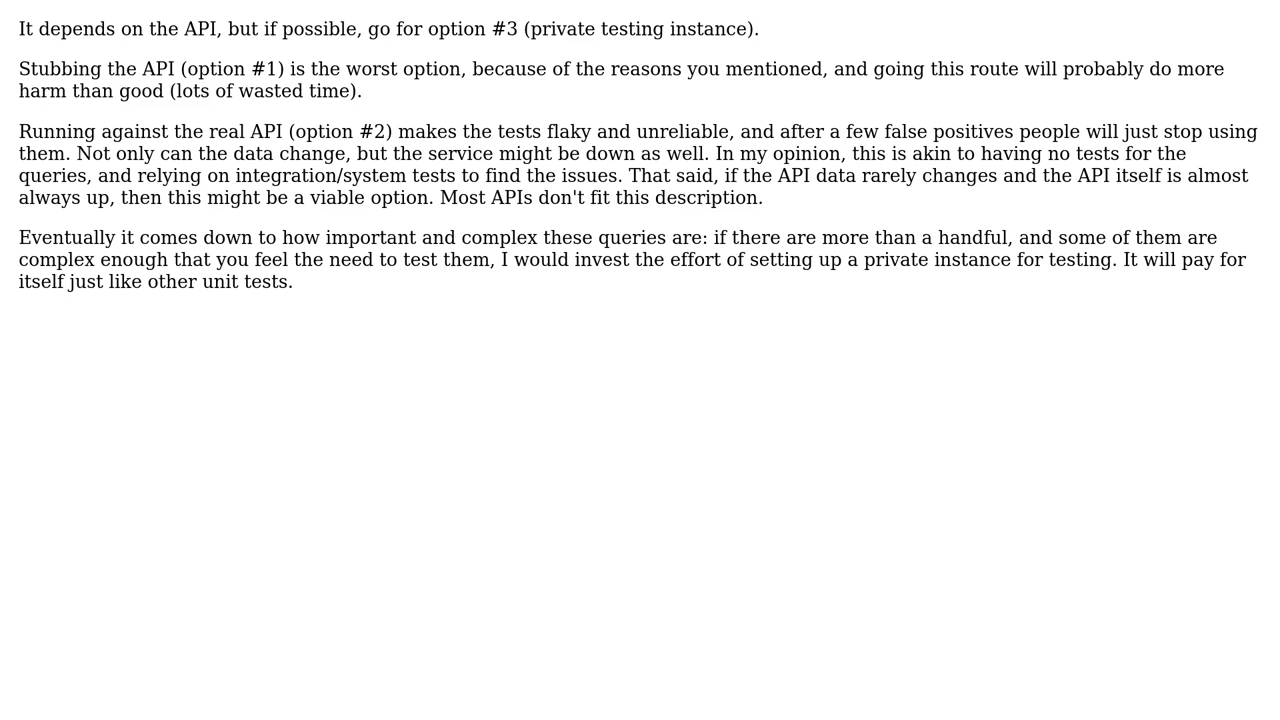 It depends on the API, but if possible, go for option #3 (private testing instance).
Stubbing the API (option #1) is the worst option, because of the reasons you mentioned, and going this route will probably do more
harm than good (lots of wasted time).
Running against the real API (option #2) makes the tests flaky and unreliable, and after a few false positives people will just stop using
them. Not only can the data change, but the service might be down as well. In my opinion, this is akin to having no tests for the
queries, and relying on integration/system tests to find the issues. That said, if the API data rarely changes and the API itself is almost
always up, then this might be a viable option. Most APIs don't fit this description.
Eventually it comes down to how important and complex these queries are: if there are more than a handful, and some of them are
complex enough that you feel the need to test them, I would invest the effort of setting up a private instance for testing. It will pay for
itself just like other unit tests.